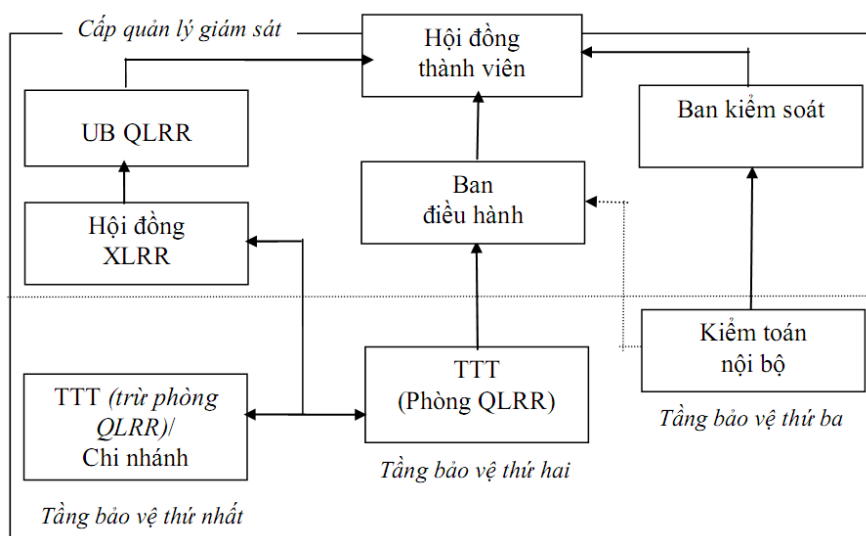 Cấp quản lý giám sát
Hội đồng
thành viên
UB QLRR
Ban kiểm soát
Ban
điều hành
Hội đồng
XLRR
Kiểm toán
nội bộ
TTT
(Phòng QLRR)
TTT (trừ phòng
QLRR)/
Chi nhánh
Tầng bảo vệ thứ ba
Tầng bảo vệ thứ hai
Tầng bảo vệ thứ nhất